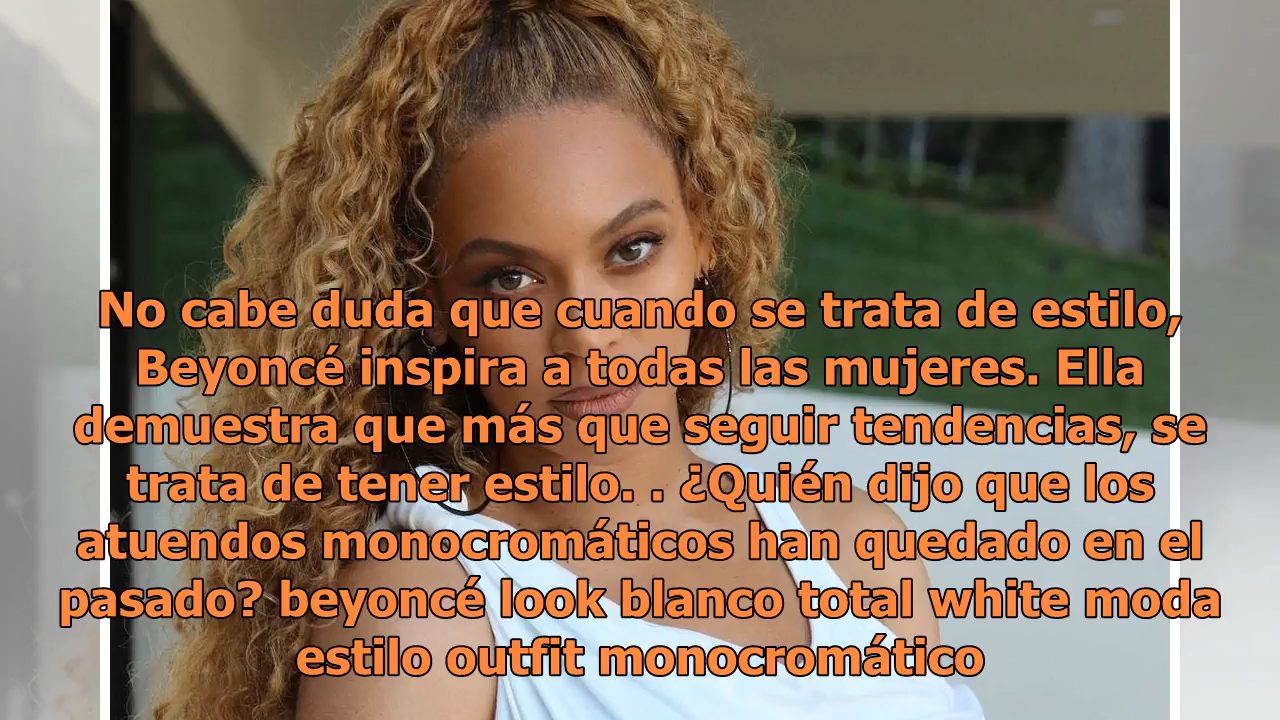 No cabe duda que cuando se trata de estilo,
Beyoncé inspira a todas las mujeres. Ella
demuestra que más que seguir tendencias, se
trata de tener estilo. . ¿Quién dijo que los
atuendos monocromáticos han quedado en el
pasado? beyoncé look blanco total white moda
estilo outfit monocromático